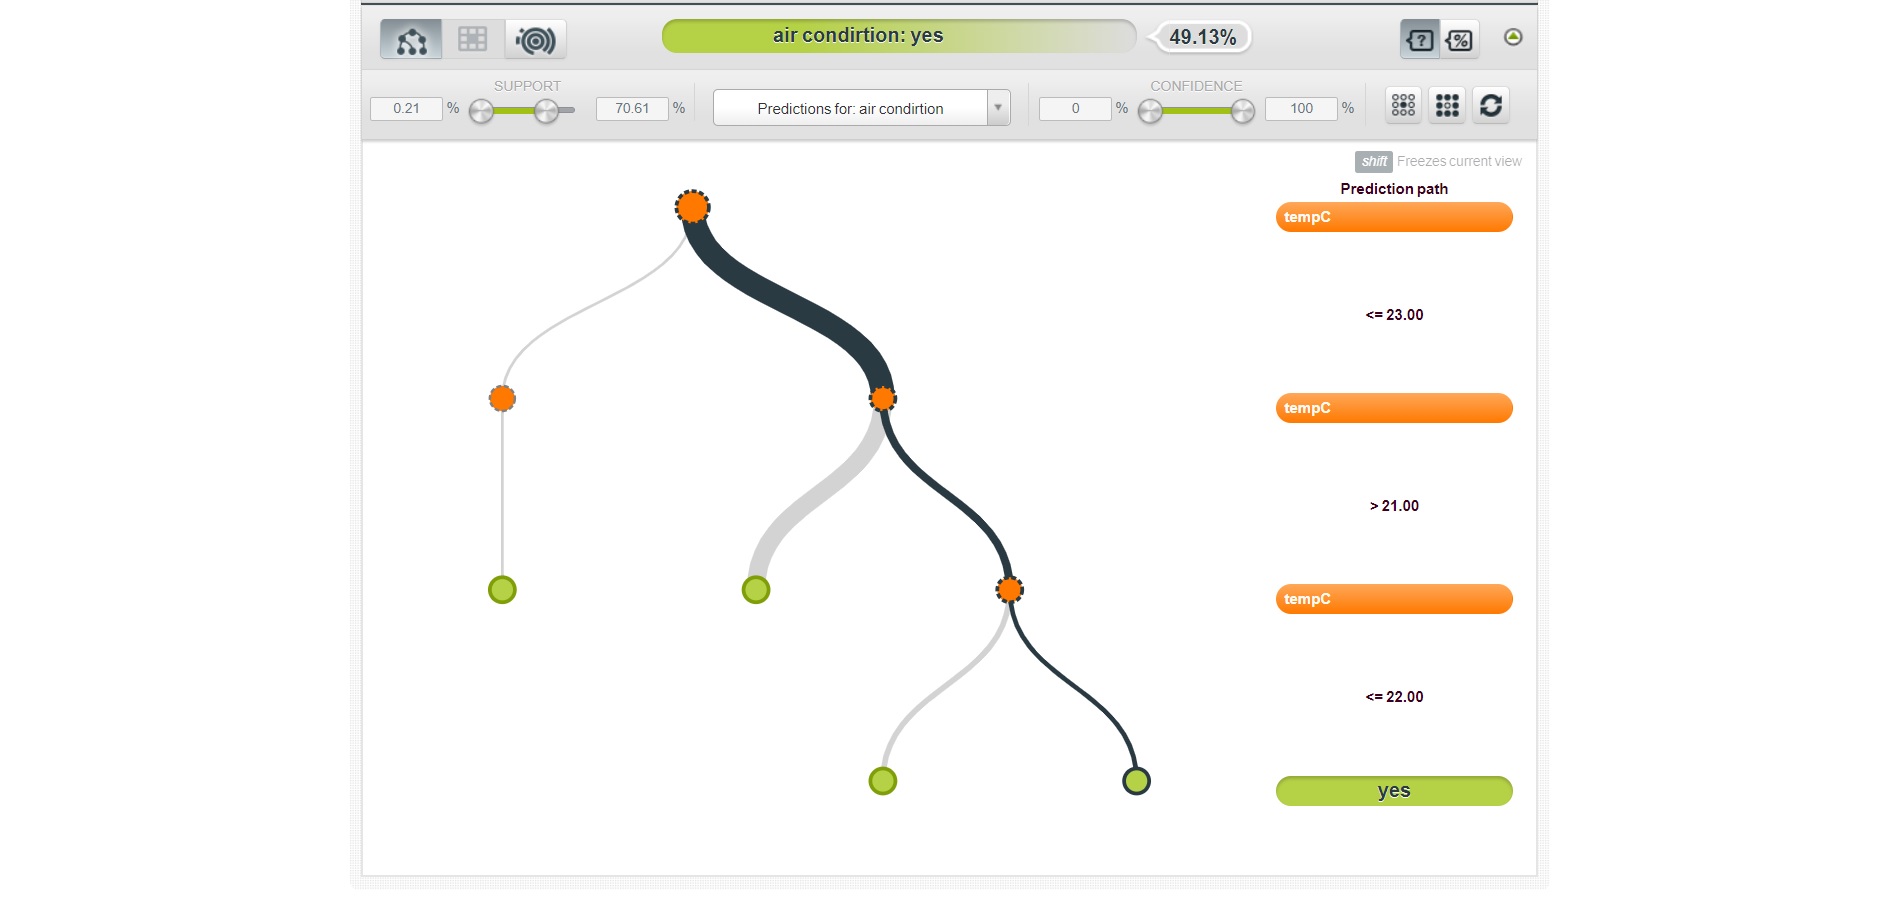 air condirtion: yes
49.13%
?
%
SUPPORT
0.21 %
70.61 %
Predictions for: air condirtion
CONFIDENCE
0 %
100 %
shift Freezes current view
Prediction path
tempC
<= 23.00
tempC
> 21.00
tempC
<= 22.00
yes